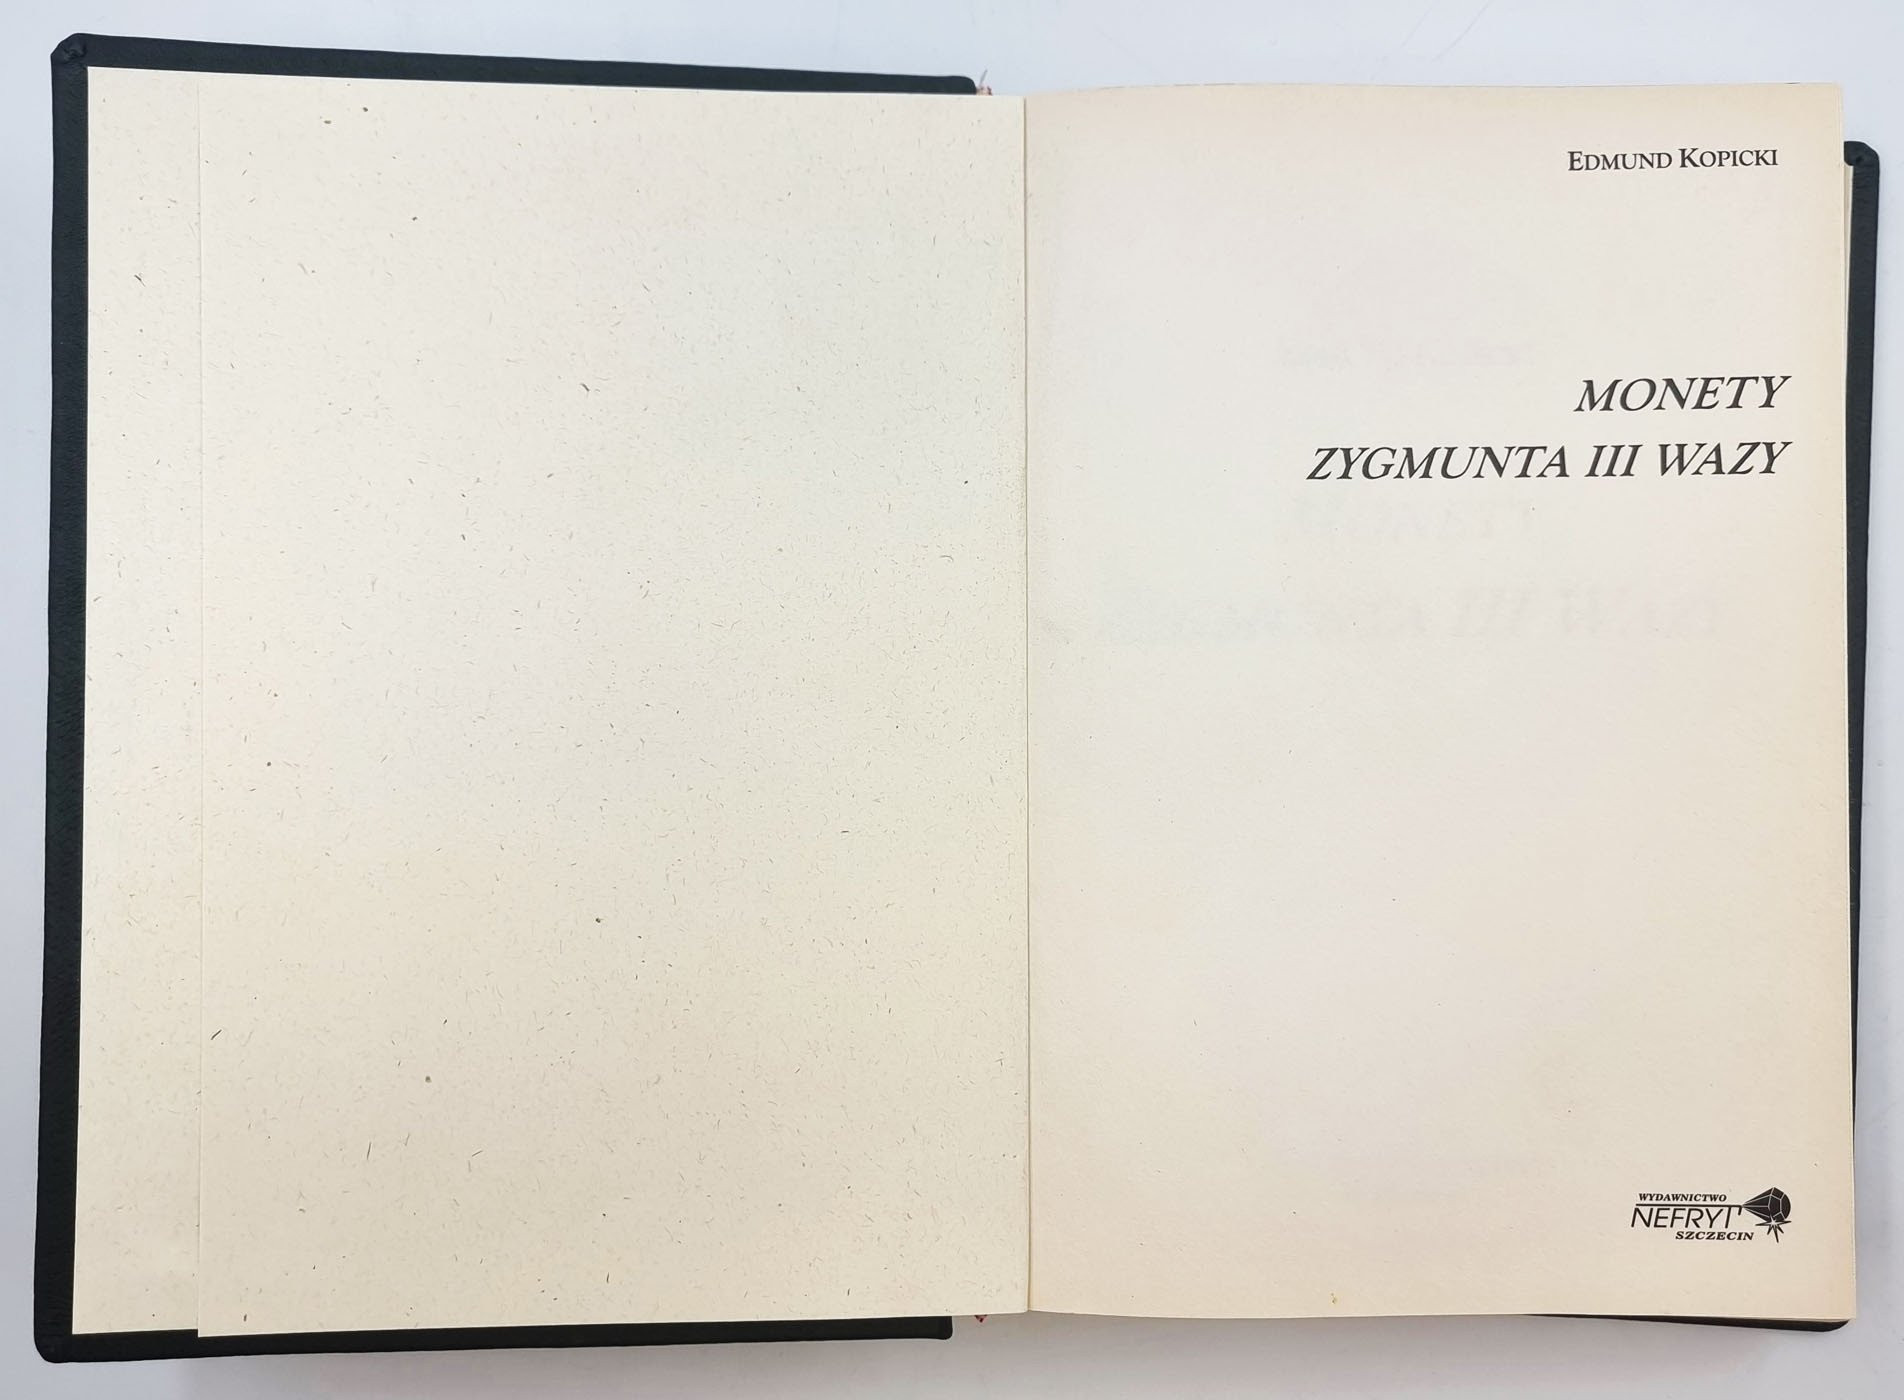 EDMUND KOPICKI
MONETY
ZYGMUNTA III WAZY
WYDAWNICTWO
NEFRYT
SZCZECIN